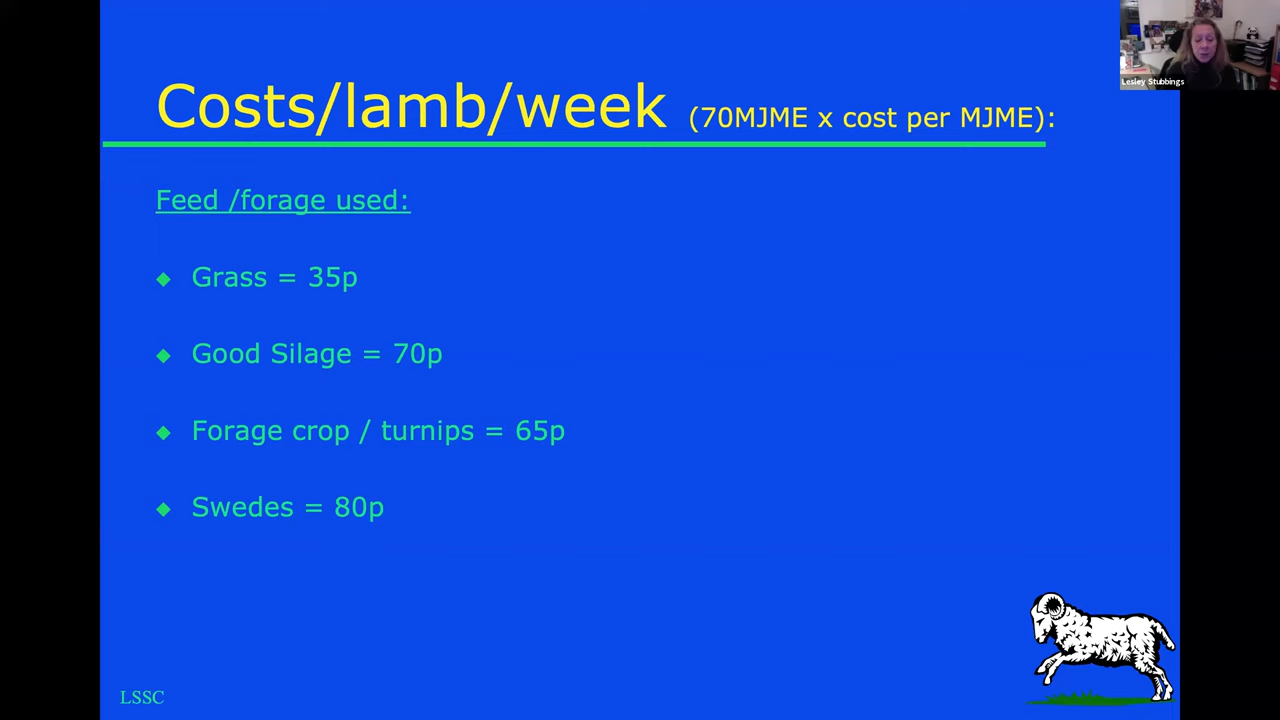 Lesley Stubbings
Costs/lamb/week (70MJME x cost per MJME):
Feed /forage used:
Grass = 35p
Good Silage = 70p
Forage crop / turnips = 65p
Swedes = 80p
LSSC